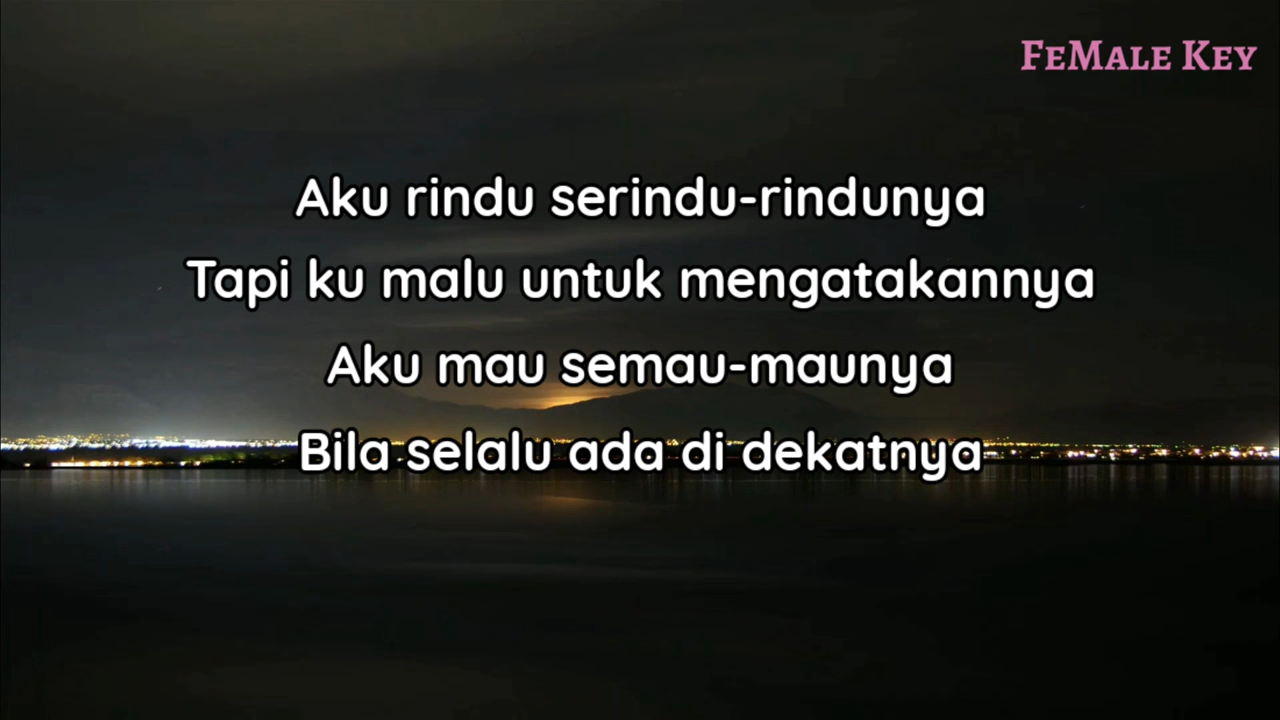 FeMale Key
Aku rindu serindu-rindunya
Tapi ku malu untuk mengatakannya
Aku mau semau-maunya
Bila selalu ada di dekatnya